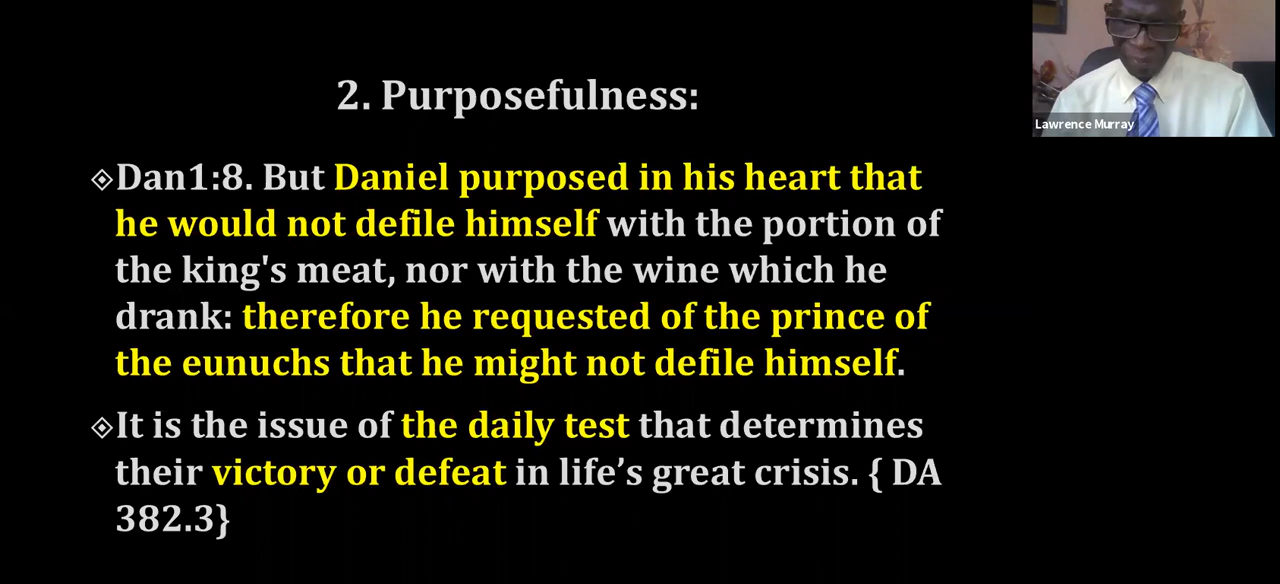 2. Purposefulness:
Lawrence Murray
Dan1:8. But Daniel purposed in his heart that
he would not defile himself with the portion of
the king's meat, nor with the wine which he
drank: therefore he requested of the prince of
the eunuchs that he might not defile himself.
It is the issue of the daily test that determines
their victory or defeat in life’s great crisis. { DA
382.3}